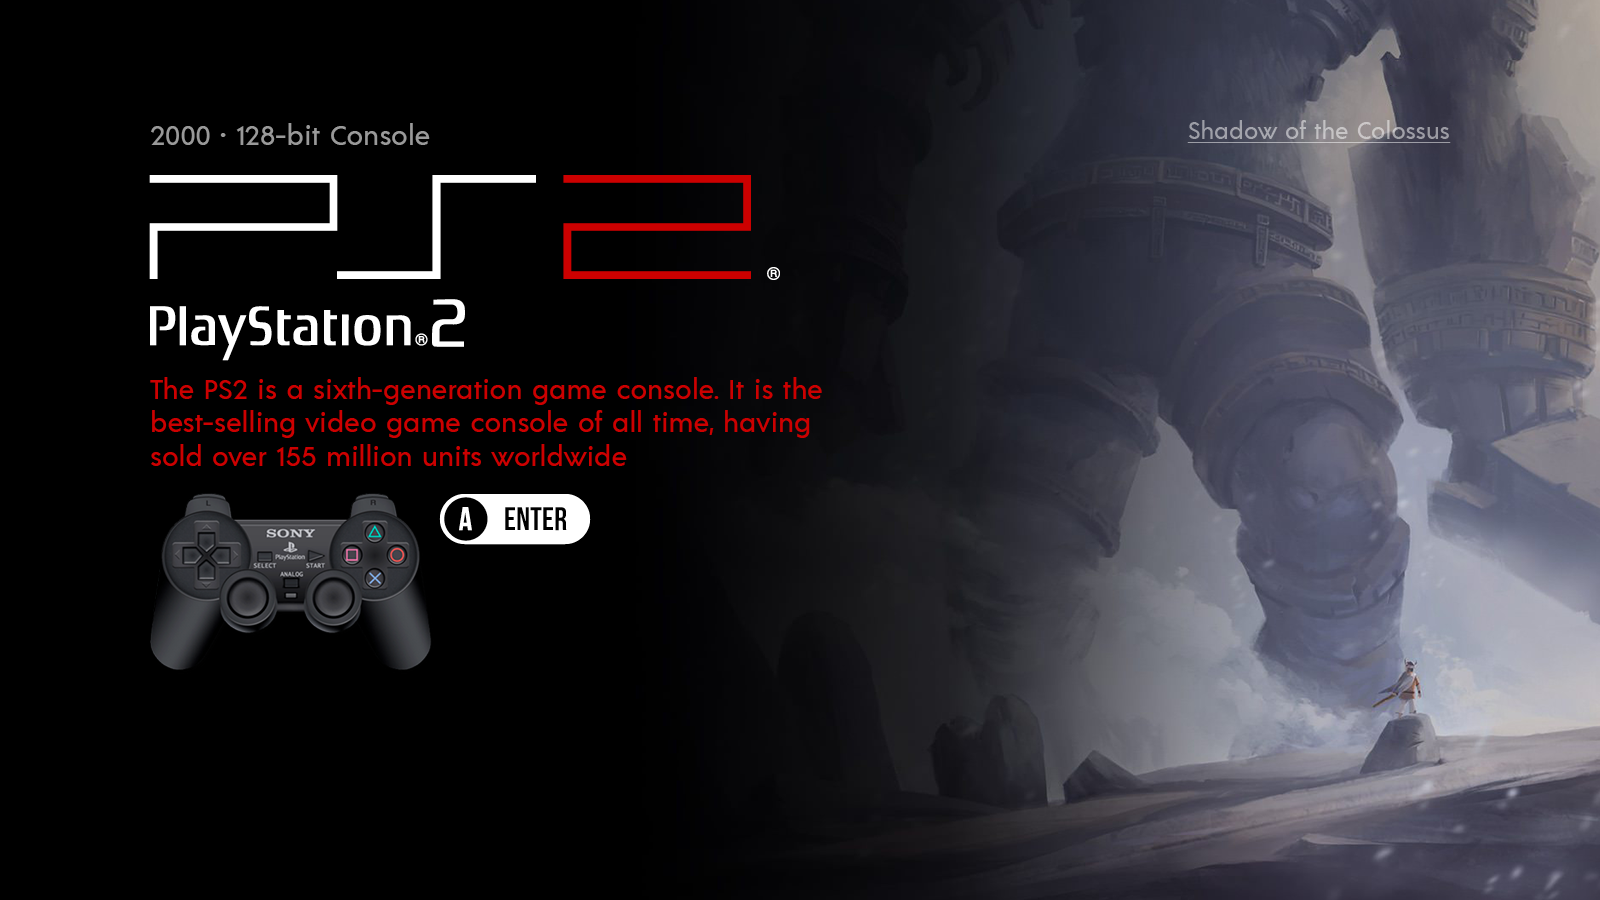 2000 · 128-bit Console
Shadow of the Colossus
PS2®
PlayStation®2
The PS2 is a sixth-generation game console. It is the
best-selling video game console of all time, having
sold over 155 million units worldwide
L
R
SONY
PlayStation
SELECT
START
ANALOG
A ENTER